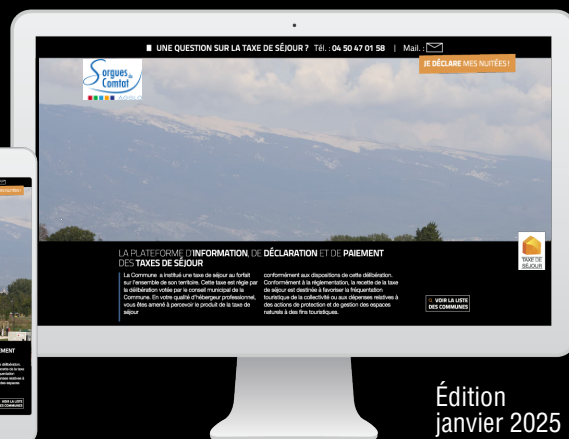 UNE QUESTION SUR LA TAXE DE SÉJOUR ? Tél. : 04 50 47 01 58 | Mail. :
JE DÉCLARE MES NUITÉES !
Sorgues du
Comtat
LA PLATEFORME D'INFORMATION, DE DÉCLARATION ET DE PAIEMENT
DES TAXES DE SÉJOUR
La Commune a institué une taxe de séjour au forfait
sur l'ensemble de son territoire. Cette taxe est régie par
la délibération votée par le conseil municipal de la
Commune. En votre qualité d'hébergeur professionnel,
vous êtes amené à percevoir le produit de la taxe de
séjour
conformément aux dispositions de cette délibération.
Conformément à la réglementation, la recette de la taxe
de séjour est destinée à favoriser la fréquentation
touristique de la collectivité ou aux dépenses relatives à
des actions de protection et de gestion des espaces
naturels à des fins touristiques.
TAXE DE
SÉJOUR
VOIR LA LISTE
DES COMMUNES
Édition
janvier 2025